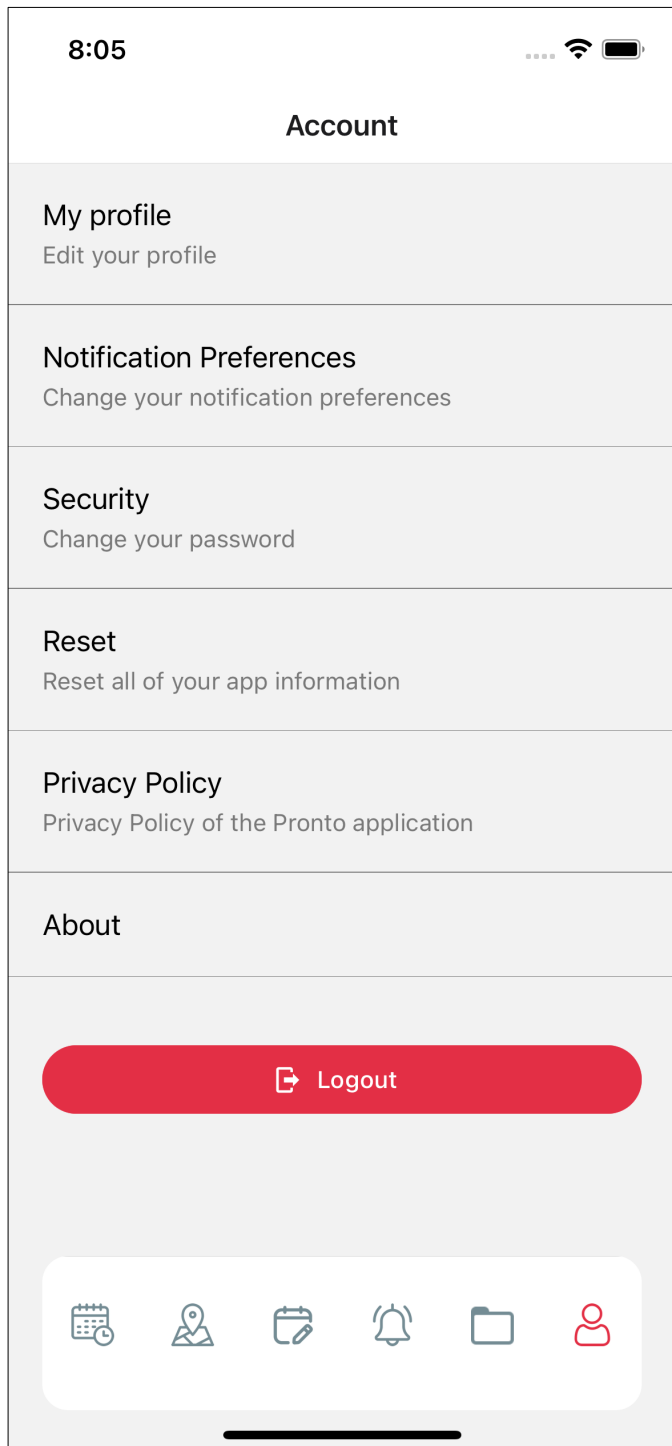 8:05
Account
My profile
Edit your profile
Notification Preferences
Change your notification preferences
Security
Change your password
Reset
Reset all of your app information
Privacy Policy
Privacy Policy of the Pronto application
About
Logout